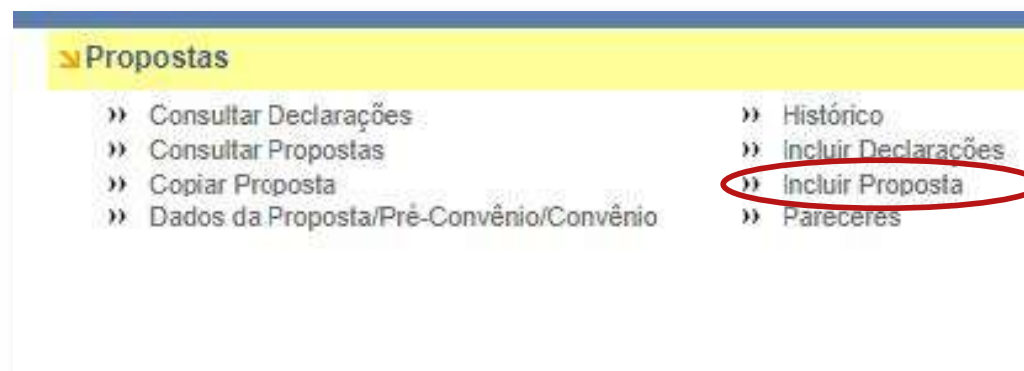 Propostas
Consultar Declarações
Consultar Propostas
Copiar Proposta
Dados da Proposta/Pré-Convênio/Convênio
Histórico
Incluir Declarações
Incluir Proposta
Pareceres